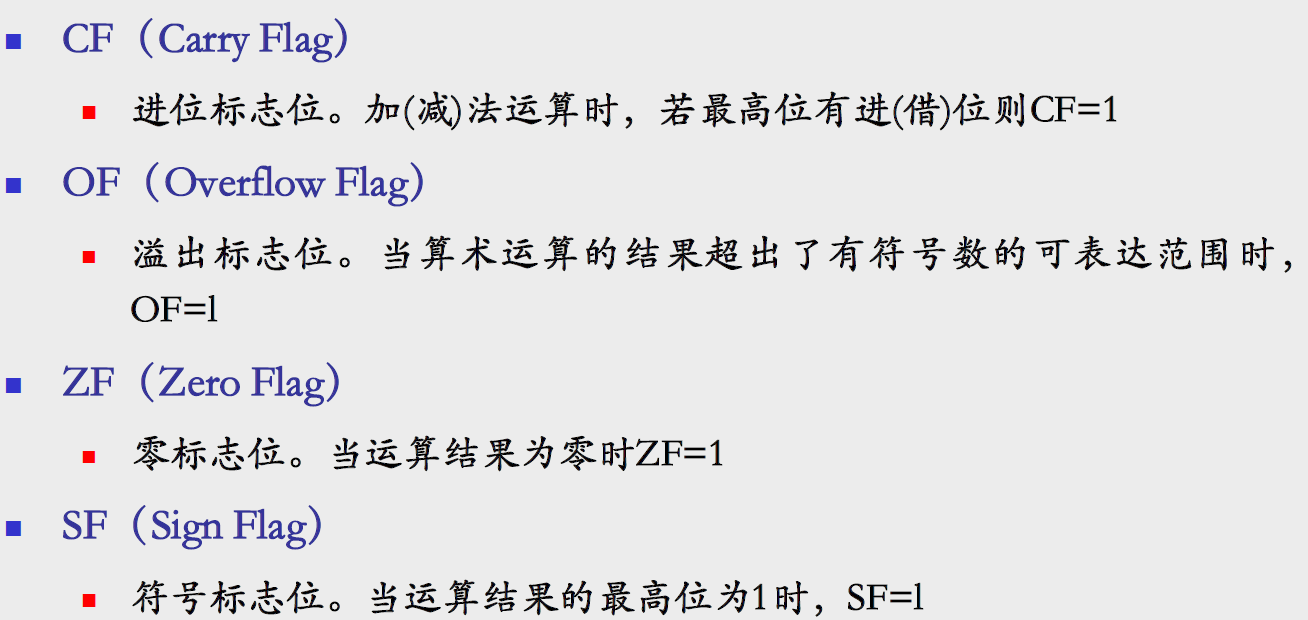 CF（Carry Flag）
进位标志位。加(减)法运算时，若最高位有进(借)位则CF=1
OF（Overflow Flag）
溢出标志位。当算术运算的结果超出了有符号数的可表达范围时，
OF=l
ZF（Zero Flag）
零标志位。当运算结果为零时ZF=1
SF（Sign Flag）
符号标志位。当运算结果的最高位为1时，SF=l